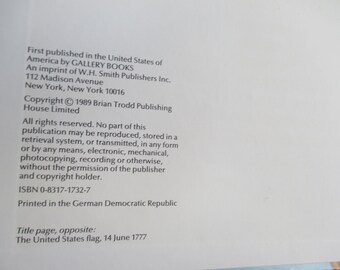 First published in the United States of
America by GALLERY BOOKS
An imprint of W.H. Smith Publishers Inc.
112 Madison Avenue
New York, New York 10016
Copyright © 1989 Brian Trodd Publishing
House Limited
All rights reserved. No part of this
publication may be reproduced, stored in a
retrieval system, or transmitted, in any form
or by any means, electronic, mechanical,
photocopying, recording or otherwise,
without the permission of the publisher
and copyright holder.
ISBN 0-8317-1732-7
Printed in the German Democratic Republic
Title page, opposite:
The United States flag, 14 June 1777